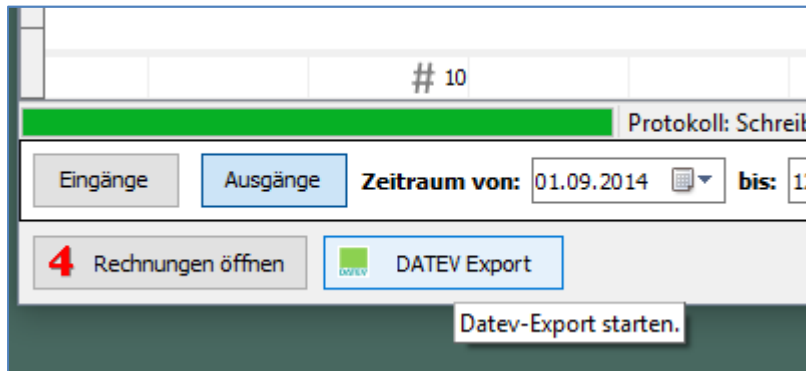 # 10
Protokoll: Schreib
Eingänge Ausgänge Zeitraum von: 01.09.2014 bis: 1
4 Rechnungen öffnen DATEV DATEV Export
Datev-Export starten.